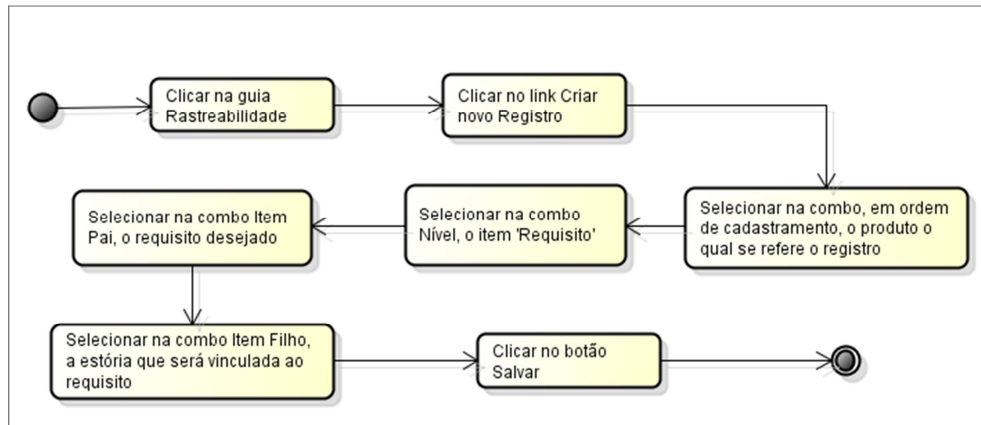 Clicar na guia
Rastreabilidade
Clicar no link Criar
novo Registro
Selecionar na combo, em ordem
de cadastramento, o produto o
qual se refere o registro
Selecionar na combo
Nível, o item 'Requisito'
Selecionar na combo Item
Pai, o requisito desejado
Selecionar na combo Item Filho,
a estória que será vinculada ao
requisito
Clicar no botão
Salvar